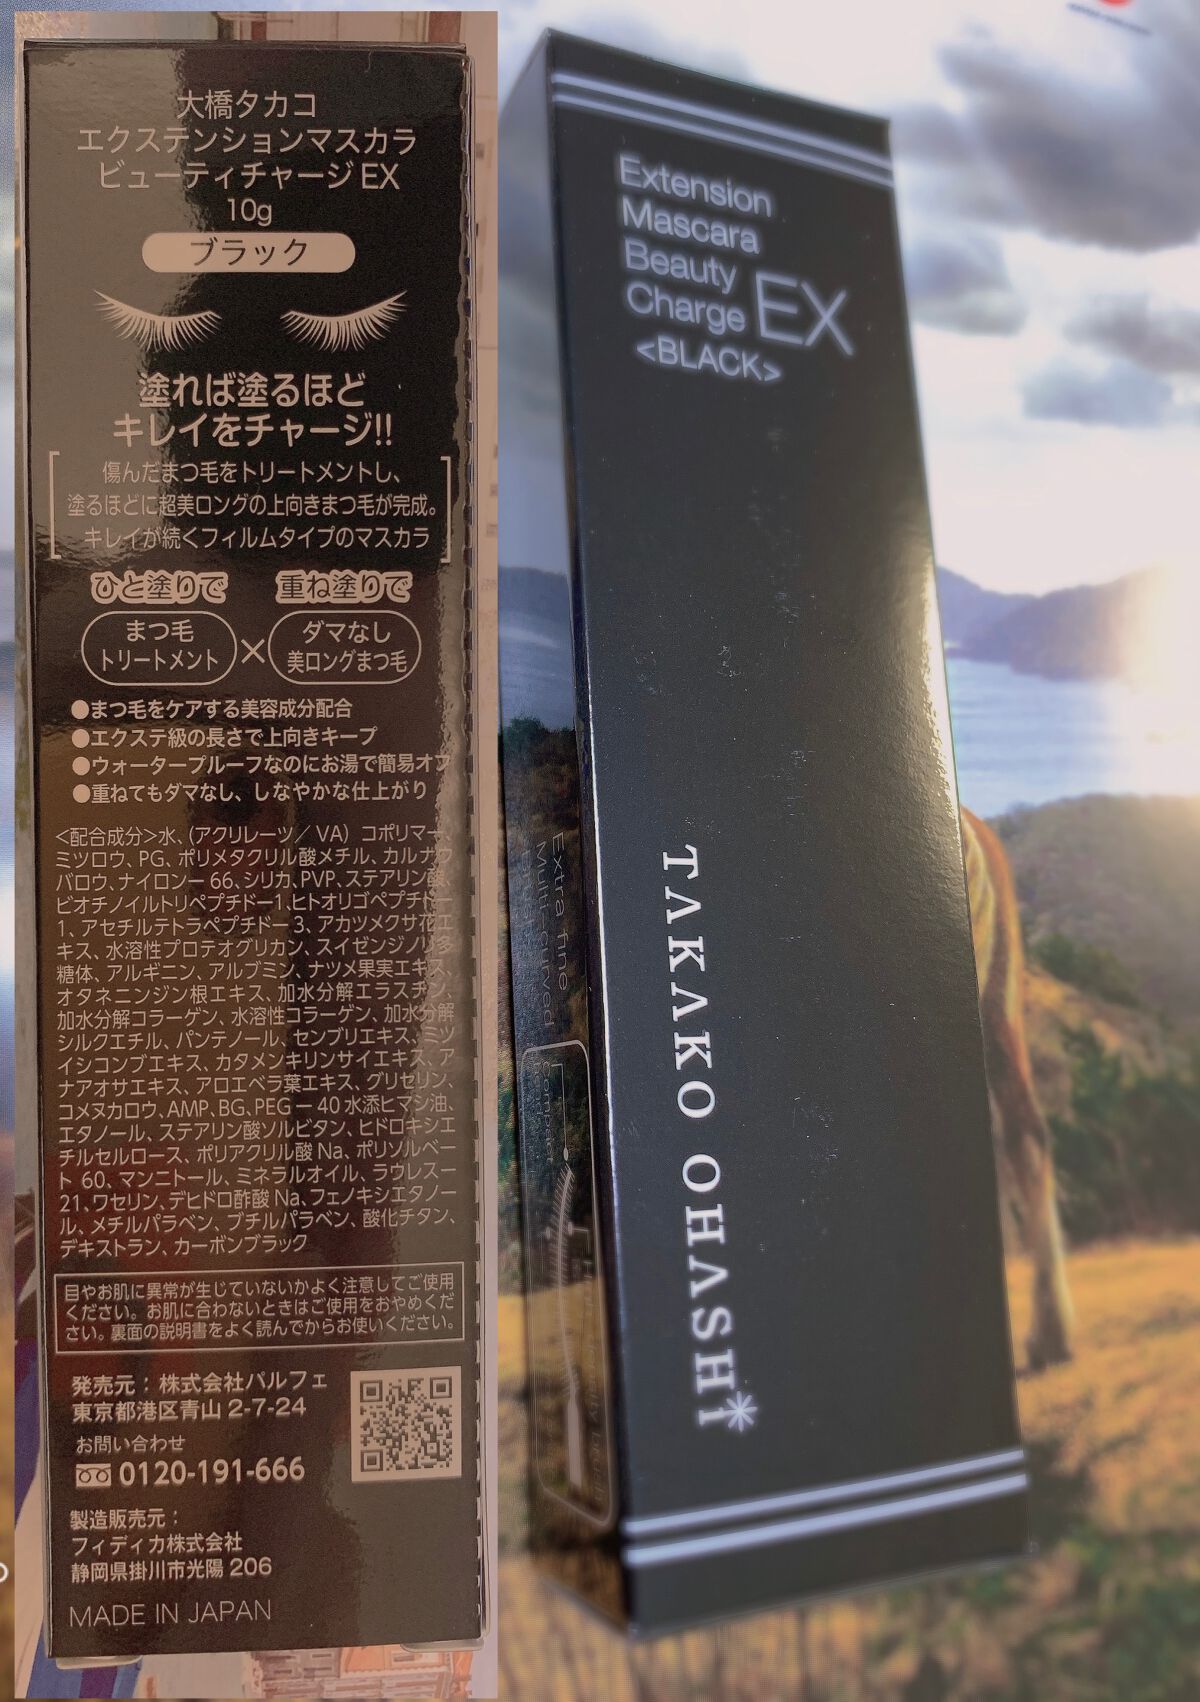 大橋タカコ
エクステンションマスカラ
ビューティチャージEX
10g
ブラック
塗れば塗るほど
キレイをチャージ!!
傷んだまつ毛をトリートメントし、
塗るほどに超美ロングの上向きまつ毛が完成。
キレイが続くフィルムタイプのマスカラ
ひと塗りで 重ね塗りで
まつ毛
トリートメント
×
ダマなし
美ロングまつ毛
●まつ毛をケアする美容成分配合
●エクステ級の長さで上向きキープ
●ウォータープルーフなのにお湯で簡易オフ
●重ねてもダマなし、しなやかな仕上がり
<配合成分>水、(アクリレーツ/VA) コポリマー、
ミツロウ、PG、ポリメタクリル酸メチル、カルナウ
バロウ、ナイロン-66、シリカ、PVP、ステアリン酸、
ビオチノイルトリペプチド-1、ヒトオリゴペプチド-
1、アセチルテトラペプチド-3、アカツメクサ花エ
キス、水溶性プロテオグリカン、スイゼンジノリ多
糖体、アルギニン、アルブミン、ナツメ果実エキス、
オタネニンジン根エキス、加水分解エラスチン、
加水分解コラーゲン、水溶性コラーゲン、加水分解
シルクエチル、パンテノール、センブリエキス、ミツ
イシコンブエキス、カタメンキリンサイエキス、ア
ナアオサエキス、アロエベラ葉エキス、グリセリン、
コメヌカロウ、AMP、BG、PEG-40水添ヒマシ油、
エタノール、ステアリン酸ソルビタン、ヒドロキシエ
チルセルロース、ポリアクリル酸Na、ポリソルベー
ト60、マンニトール、ミネラルオイル、ラウレス-
21、ワセリン、デヒドロ酢酸Na、フェノキシエタノー
ル、メチルパラベン、ブチルパラベン、酸化チタン、
デキストラン、カーボンブラック
目やお肌に異常が生じていないかよく注意してご使用
ください。お肌に合わないときはご使用をおやめくだ
さい。裏面の説明書をよく読んでからお使いください。
発売元：株式会社パルフェ
東京都港区青山 2-7-24
お問い合わせ
0120-191-666
製造販売元：
フィディカ株式会社
静岡県掛川市光陽 206
MADE IN JAPAN
Extension
Mascara
Beauty
Charge EX
<BLACK>
TAKAKO OHASHI
Extra fine
Multi-curved
Comb